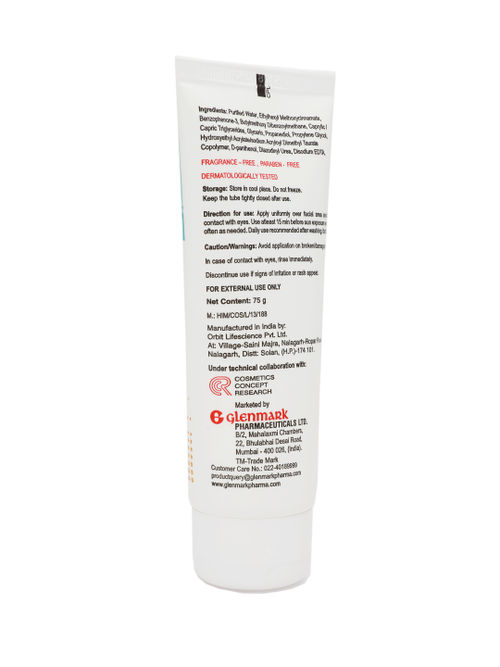 Ingredients: Purified Water, Ethylhexyl Methoxycinnamate,
Benzophenone-3, Butylmethoxy Dibenzoylmethane, Caprylic
Capric Triglycerides, Glycerin, Propanediol, Propylene Glycol,
Hydroxyethyl Acrylate/sodium Acryloyl Dimethyl Taurate
Copolymer, D-panthenol, Diazolidinyl Urea, Disodium EDTA.
FRAGRANCE - FREE, PARABEN - FREE
DERMATOLOGICALLY TESTED
Storage: Store in cool place. Do not freeze.
Keep the tube tightly closed after use.
Direction for use: Apply uniformly over facial areas
contact with eyes. Use atleast 15 min before sun exposure
often as needed. Daily use recommended after washing
Caution/Warnings: Avoid application on broken/
In case of contact with eyes, rinse immediately.
Discontinue use if signs of irritation or rash appear.
FOR EXTERNAL USE ONLY
Net Content: 75 g
M.: HIM/COS/L/13/188
Manufactured in India by:
Orbit Lifescience Pvt. Ltd.
At: Village-Saini Majra, Nalagarh-Ropar
Nalagarh, Distt: Solan, (H.P.)-174 101.
Under technical collaboration with:
COSMETICS
CONCEPT
RESEARCH
Marketed by
glenmark
PHARMACEUTICALS LTD.
B/2, Mahalaxmi Chambers,
22, Bhulabhai Desai Road,
Mumbai - 400 026, (India).
TM-Trade Mark
Customer Care No.: 022-40189989
productquery@glenmarkpharma.com
www.glenmarkpharma.com